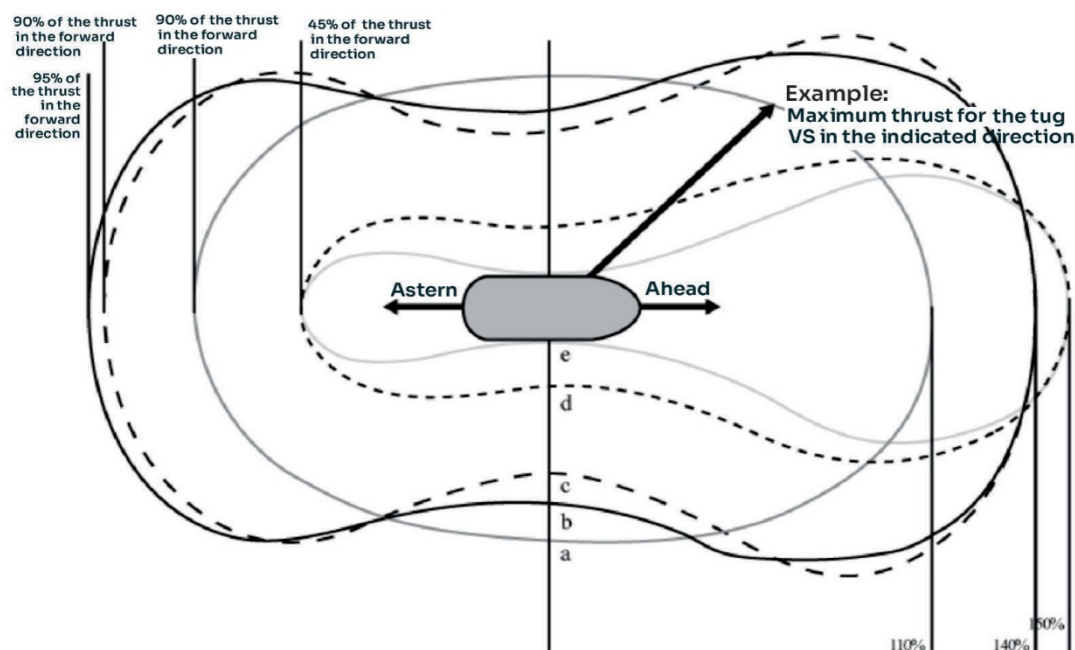 90% of the thrust
in the forward
direction
90% of the thrust
in the forward
direction
45% of the thrust
in the forward
direction
95% of
the thrust
in the
forward
direction
Example:
Maximum thrust for the tug
VS in the indicated direction
Astern
Ahead
e
d
c
b
a
150%
110%
140%